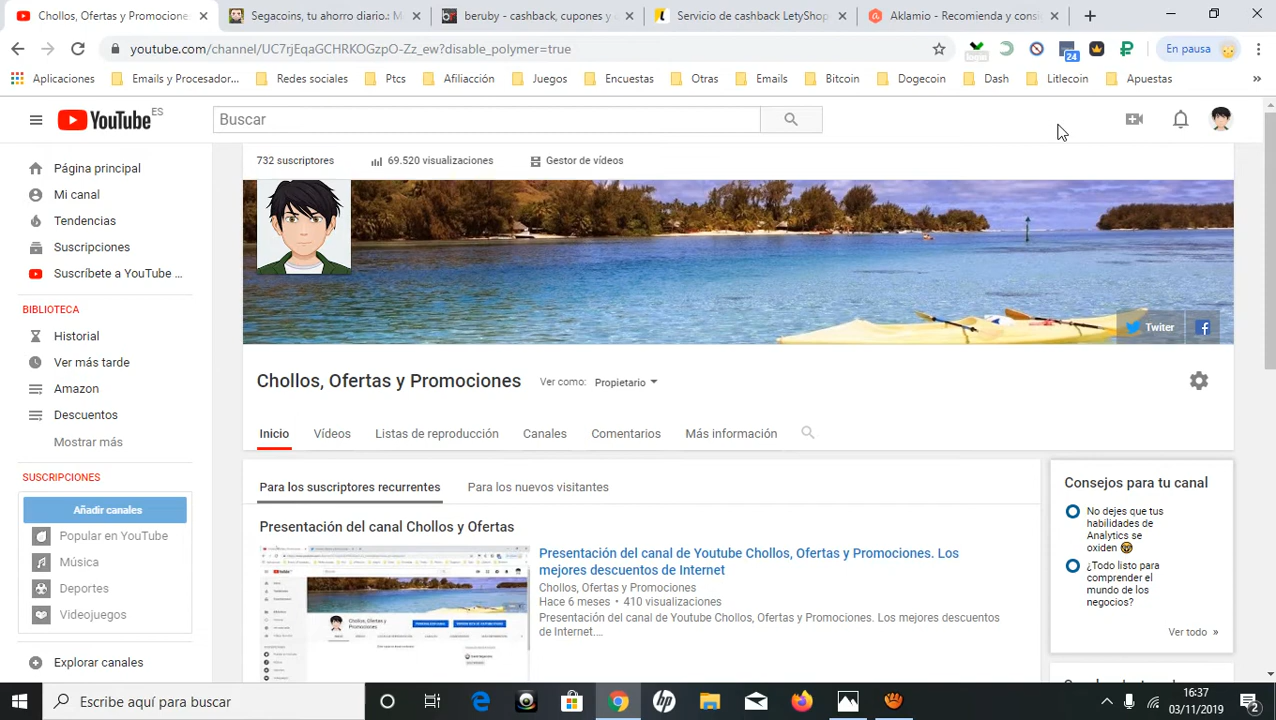 Chollos, Ofertas y Promociones
Segacños, tu ahorro diario.: M
beruby - cashback, cupones y
Servicio de cashback LetyShop
Aklamio - Recomienda y consi
youtube.com/channel/UC7rjEqaGCHRKOGzpO-Zz_ew?disable_polymer=true
24
En pausa
Aplicaciones
Emails y Procesador...
Redes sociales
Ptcs
Afiliación
Juegos
Encuestas
Otros
Emails
Bitcoin
Dogecoin
Dash
Litlecoin
Apuestas
»
YouTube ES
Buscar
Página principal
Mi canal
Tendencias
Suscripciones
Suscríbete a YouTube ...
BIBLIOTECA
Historial
Ver más tarde
Amazon
Descuentos
Mostrar más
SUSCRIPCIONES
Añadir canales
Popular en YouTube
Música
Deportes
Videojuegos
Explorar canales
732 suscriptores
69.520 visualizaciones
Gestor de vídeos
Twiter
Chollos, Ofertas y Promociones
Ver como: Propietario
Inicio
Vídeos
Listas de reproducción
Canales
Comentarios
Más información
Para los suscriptores recurrentes
Para los nuevos visitantes
Presentación del canal Chollos y Ofertas
Presentación del canal de Youtube Chollos, Ofertas y Promociones. Los
mejores descuentos de Internet
Chollos, Ofertas y Promociones
hace 6 meses • 410 visualizaciones
Presentación del canal de Youtube Chollos, Ofertas y Promociones. Los mejores descuentos
de internet....
Consejos para tu canal
No dejes que tus
habilidades de
Analytics se
oxiden
¿Todo listo para
comprender el
mundo de los
negocios?
Ver todo »
Escribe aquí para buscar
6:37
03/11/2019
2